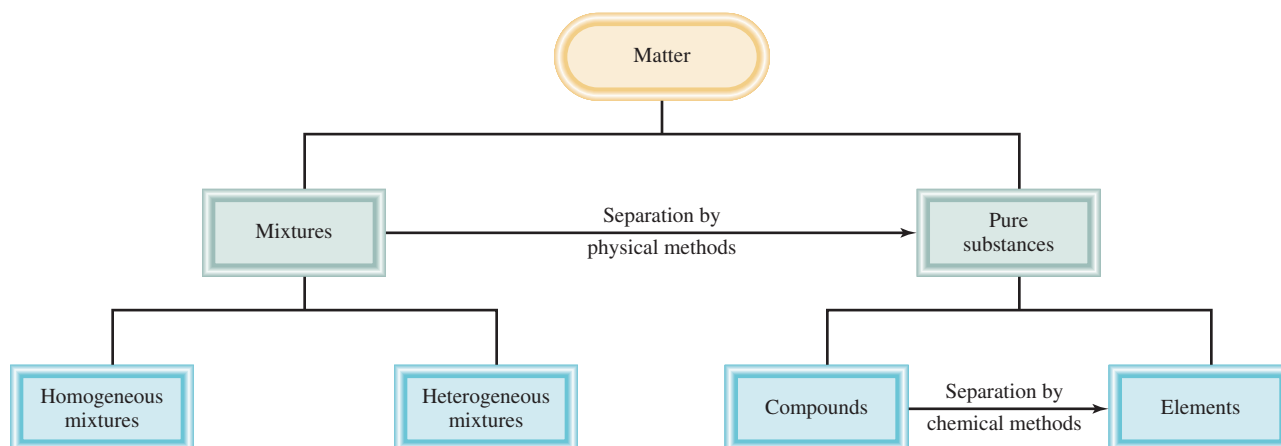 Matter
Mixtures
Separation by
physical methods
Pure
substances
Homogeneous
mixtures
Heterogeneous
mixtures
Compounds
Separation by
chemical methods
Elements